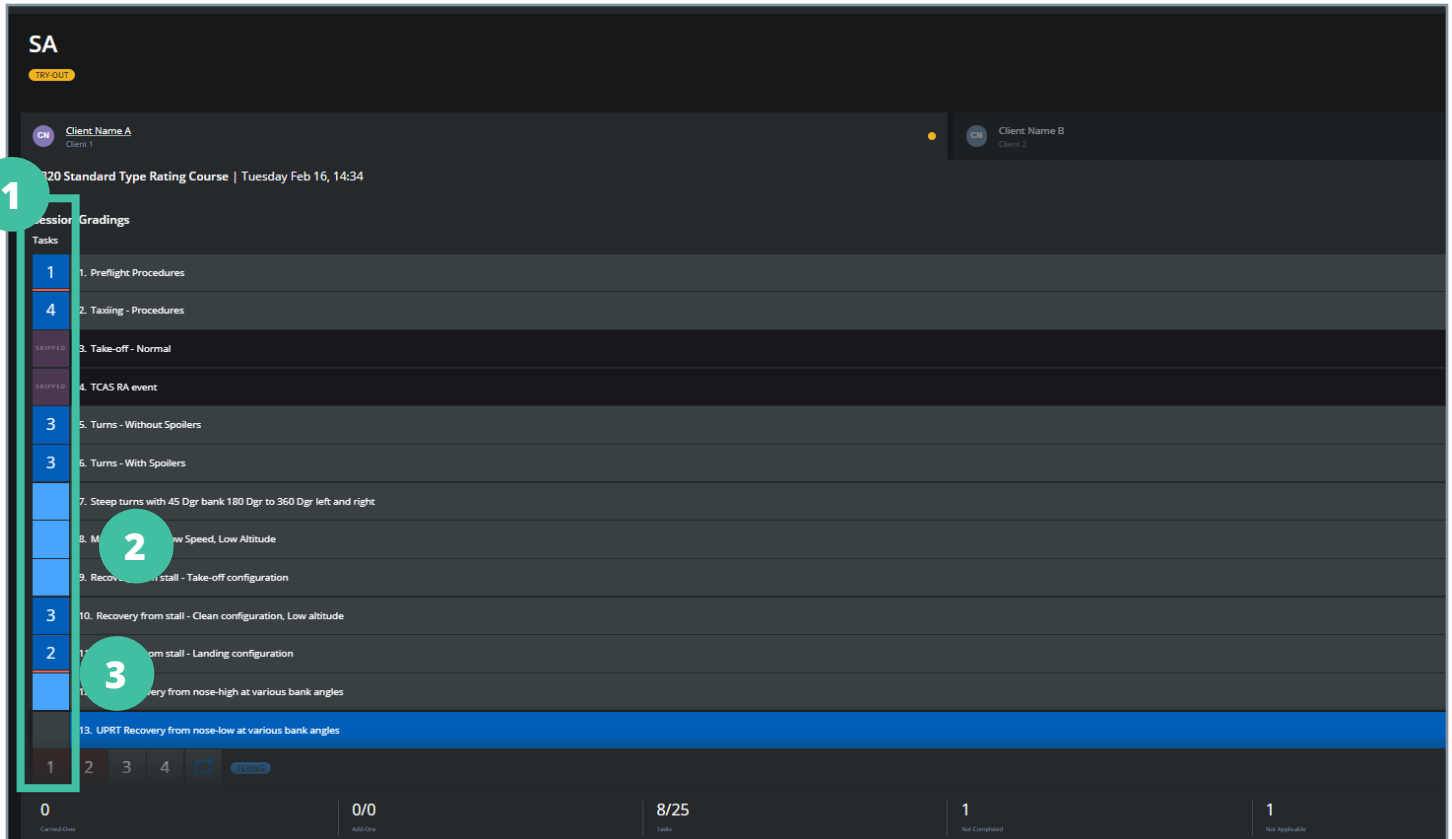 SA
TRY-OUT
CN Client Name A
Client 1
CN Client Name B
Client 2
1
320 Standard Type Rating Course | Tuesday Feb 16, 14:34
Session Gradings
Tasks
1 1. Preflight Procedures
4 2. Taxiing - Procedures
SKIPPED 3. Take-off - Normal
SKIPPED 4. TCAS RA event
3 5. Turns - Without Spoilers
3 6. Turns - With Spoilers
7. Steep turns with 45 Dgr bank 180 Dgr to 360 Dgr left and right
8. Speed, Low Altitude
2
9. stall - Take-off configuration
3 10. Recovery from stall - Clean configuration, Low altitude
2 stall - Landing configuration
3
from nose-high at various bank angles
13. UPRT Recovery from nose-low at various bank angles
1 2 3 4 FLYING
0 0/0 8/25 1 1
Carried-Over Add-Ons Tasks Not Completed Not Applicable